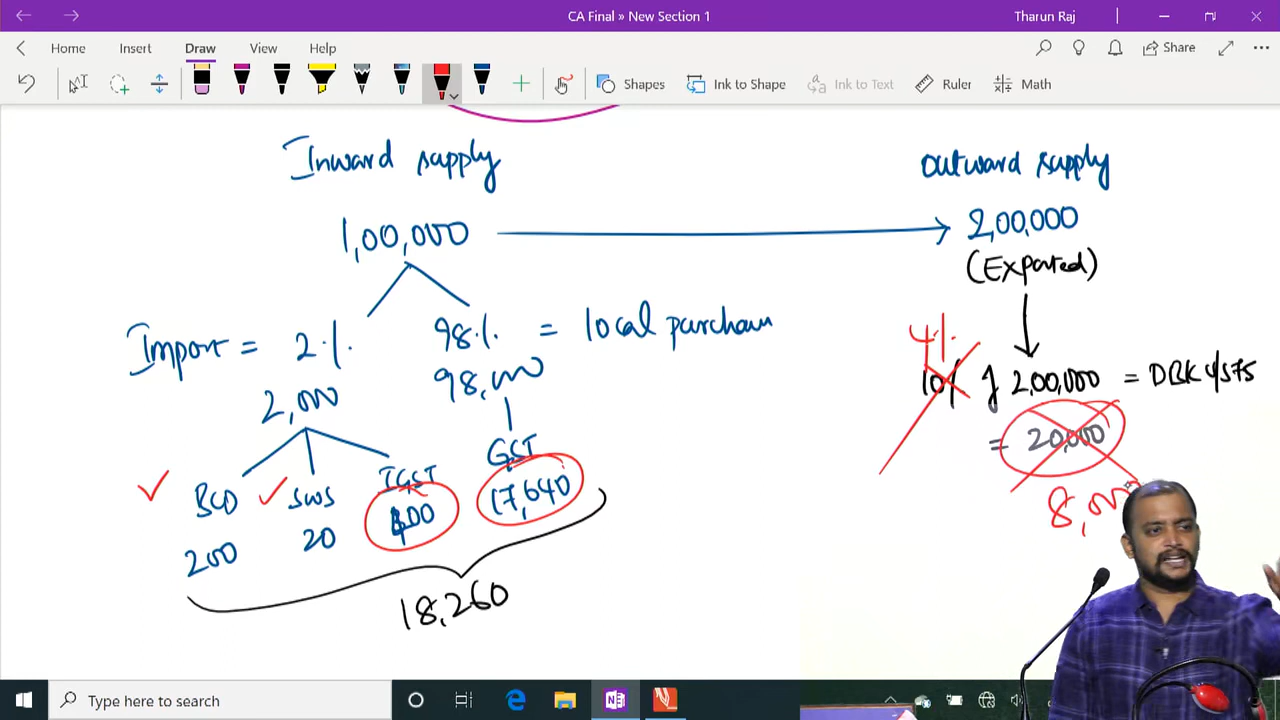 CA Final » New Section 1
Tharun Raj
Home Insert Draw View Help
Share
Shapes
Ink to Shape
Ink to Text
Ruler
Math
Inward supply
Outward supply
1,00,000
2,00,000
(Exported)
Import = 2.%.
98.%. = local purchase
2,000
98,000
4%
10% of 2,00,000 = DBK u/s 75
= 20,000
8,000
BCD
SWS
IGST
GST
200
20
400
17,640
18,260
Type here to search